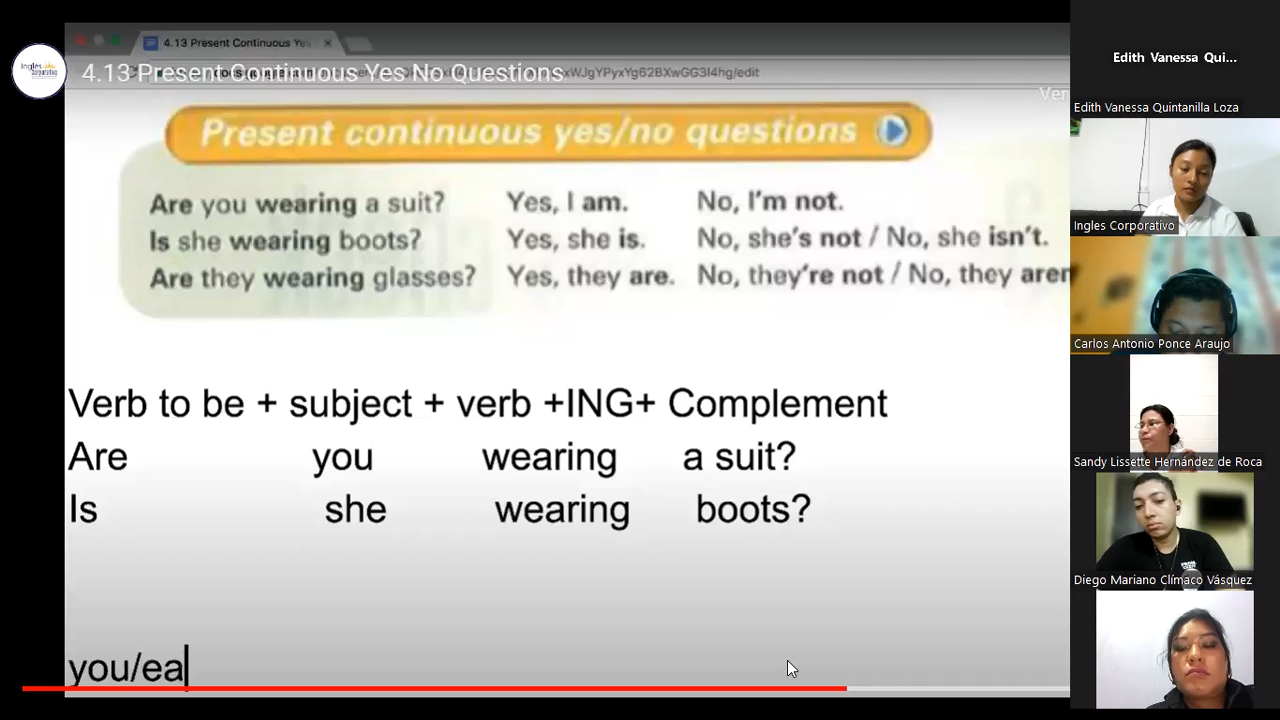 4.13 Present Continuous Yes
4.13 Present Continuous Yes No Questions
Present continuous yes/no questions
Are you wearing a suit? Yes, I am. No, I'm not.
Is she wearing boots? Yes, she is. No, she's not / No, she isn't.
Are they wearing glasses? Yes, they are. No, they're not / No, they aren
Verb to be + subject + verb +ING+ Complement
Are you wearing a suit?
Is she wearing boots?
you/ea
Inglés
Corporativo
Edith Vanessa Qui...
Edith Vanessa Quintanilla Loza
Ingles Corporativo
Carlos Antonio Ponce Araujo
Sandy Lissette Hernández de Roca
Diego Mariano Clímaco Vásquez